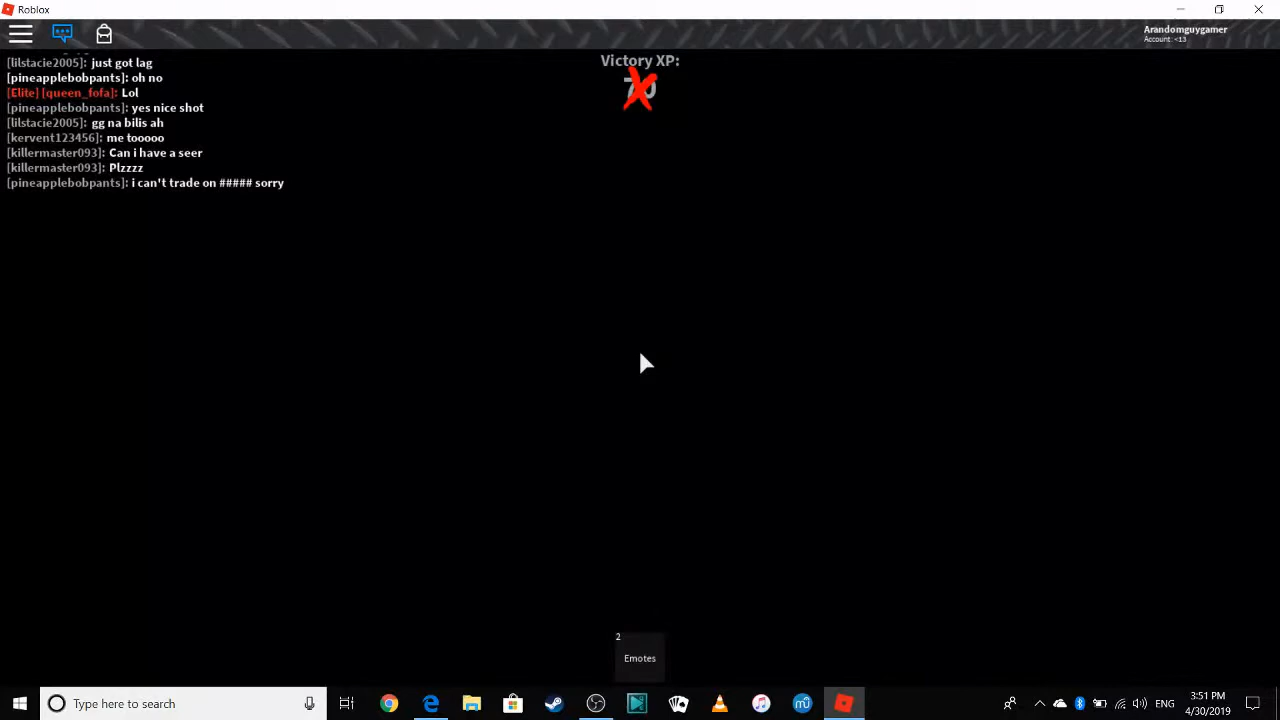 Roblox
Arandomguygamer
Account: <13
[lilstacie2005]: just got lag
[pineapplebobpants]: oh no
[Elite] [queen_fofa]: Lol
[pineapplebobpants]: yes nice shot
[lilstacie2005]: gg na bilis ah
[kervent123456]: me tooooo
[killermaster093]: Can i have a seer
[killermaster093]: Plzzzz
[pineapplebobpants]: i can't trade on ##### sorry
Victory XP:
70
2
Emotes
Type here to search
ENG
3:51 PM
4/30/2019